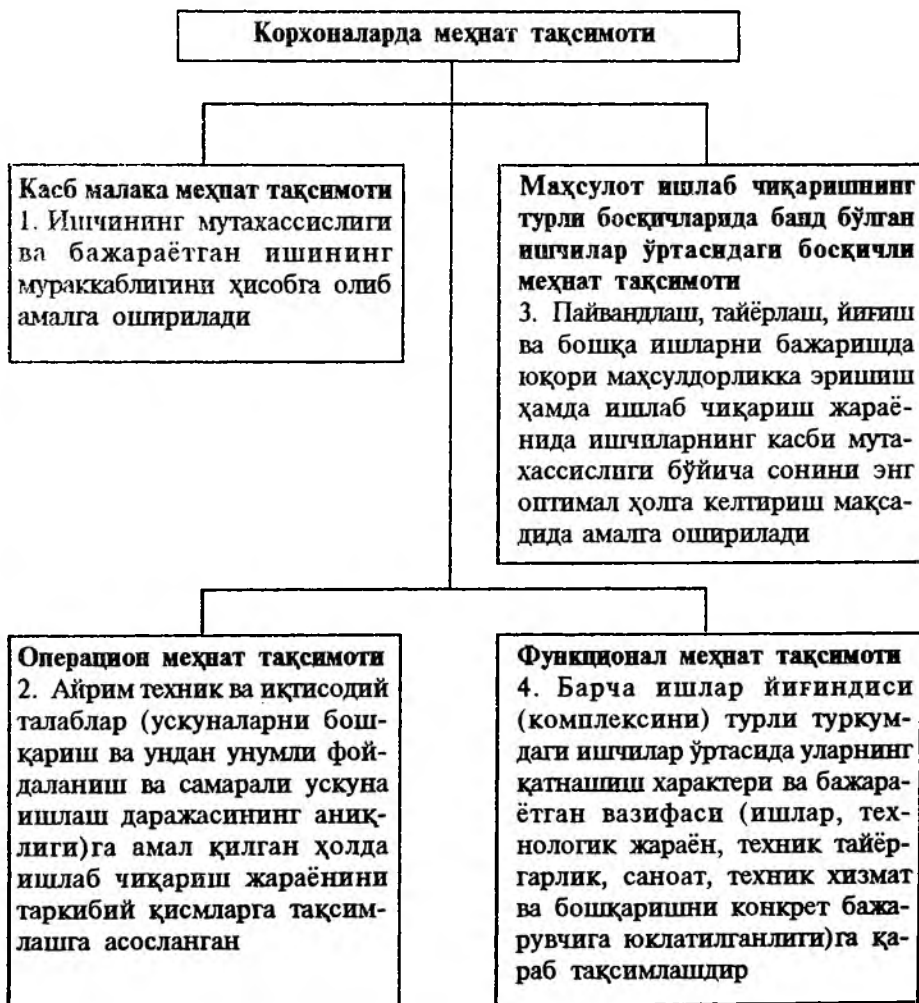 Корхоналарда меҳнат тақсимоти
Касб малака меҳнат тақсимоти
1. Ишчининг мутахассислиги
ва бажараётган ишининг
мураккаблигини ҳисобга олиб
амалга оширилади
Маҳсулот ишлаб чиқаришнинг
турли босқичларида банд бўлган
ишчилар ўртасидаги босқичли
меҳнат тақсимоти
3. Пайвандлаш, тайёрлаш, йиғиш
ва бошқа ишларни бажаришда
юқори маҳсулдорликка эришиш
ҳамда ишлаб чиқариш жараё-
нида ишчиларнинг касби мута-
хассислиги бўйича сонини энг
оптимал ҳолга келтириш мақса-
дида амалга оширилади
Операцион меҳнат тақсимоти
2. Айрим техник ва иқтисодий
талаблар (ускуналарни бош-
қариш ва ундан унумли фой-
даланиш ва самарали ускуна
ишлаш даражасининг аниқ-
лиги)га амал қилган ҳолда
ишлаб чиқариш жараёнини
таркибий қисмларга тақсим-
лашга асосланган
Функционал меҳнат тақсимоти
4. Барча ишлар йиғиндиси
(комплексини) турли туркум-
даги ишчилар ўртасида уларнинг
қатнашиш характери ва бажара-
ётган вазифаси (ишлар, тех-
нологик жараён, техник тайёр-
гарлик, саноат, техник хизмат
ва бошқаришни конкрет бажа-
рувчига юклатилганлиги)га қа-
раб тақсимлашдир